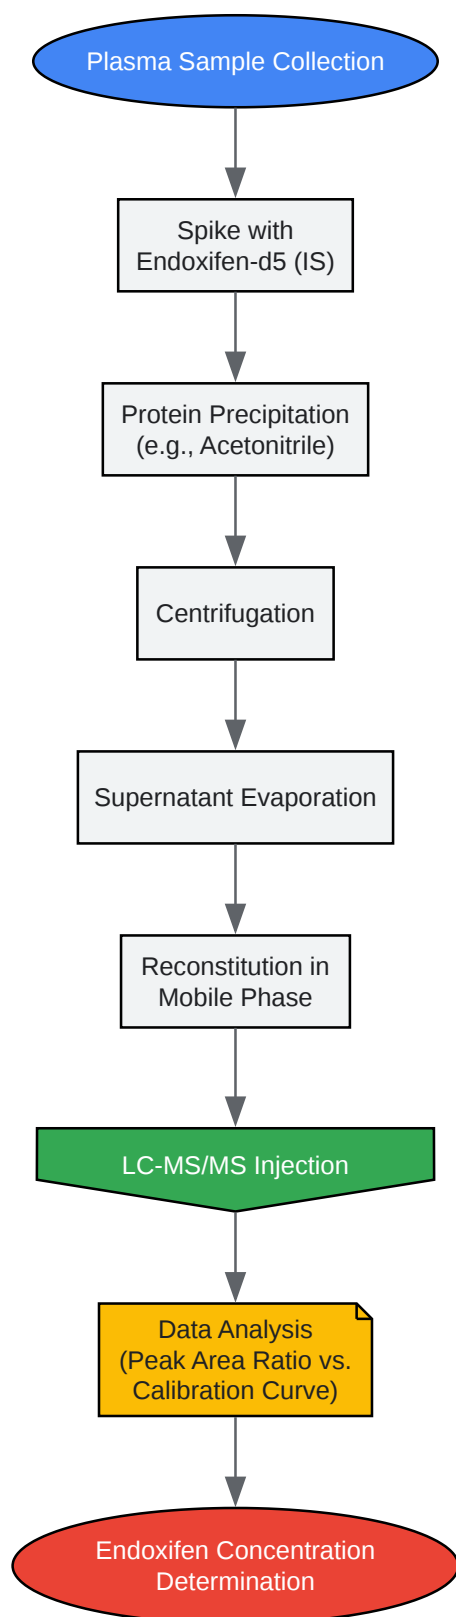 Plasma Sample Collection
Spike with
Endoxifen-d5 (IS)
Protein Precipitation
(e.g., Acetonitrile)
Centrifugation
Supernatant Evaporation
Reconstitution in
Mobile Phase
LC-MS/MS Injection
Data Analysis
(Peak Area Ratio vs.
Calibration Curve)
Endoxifen Concentration
Determination